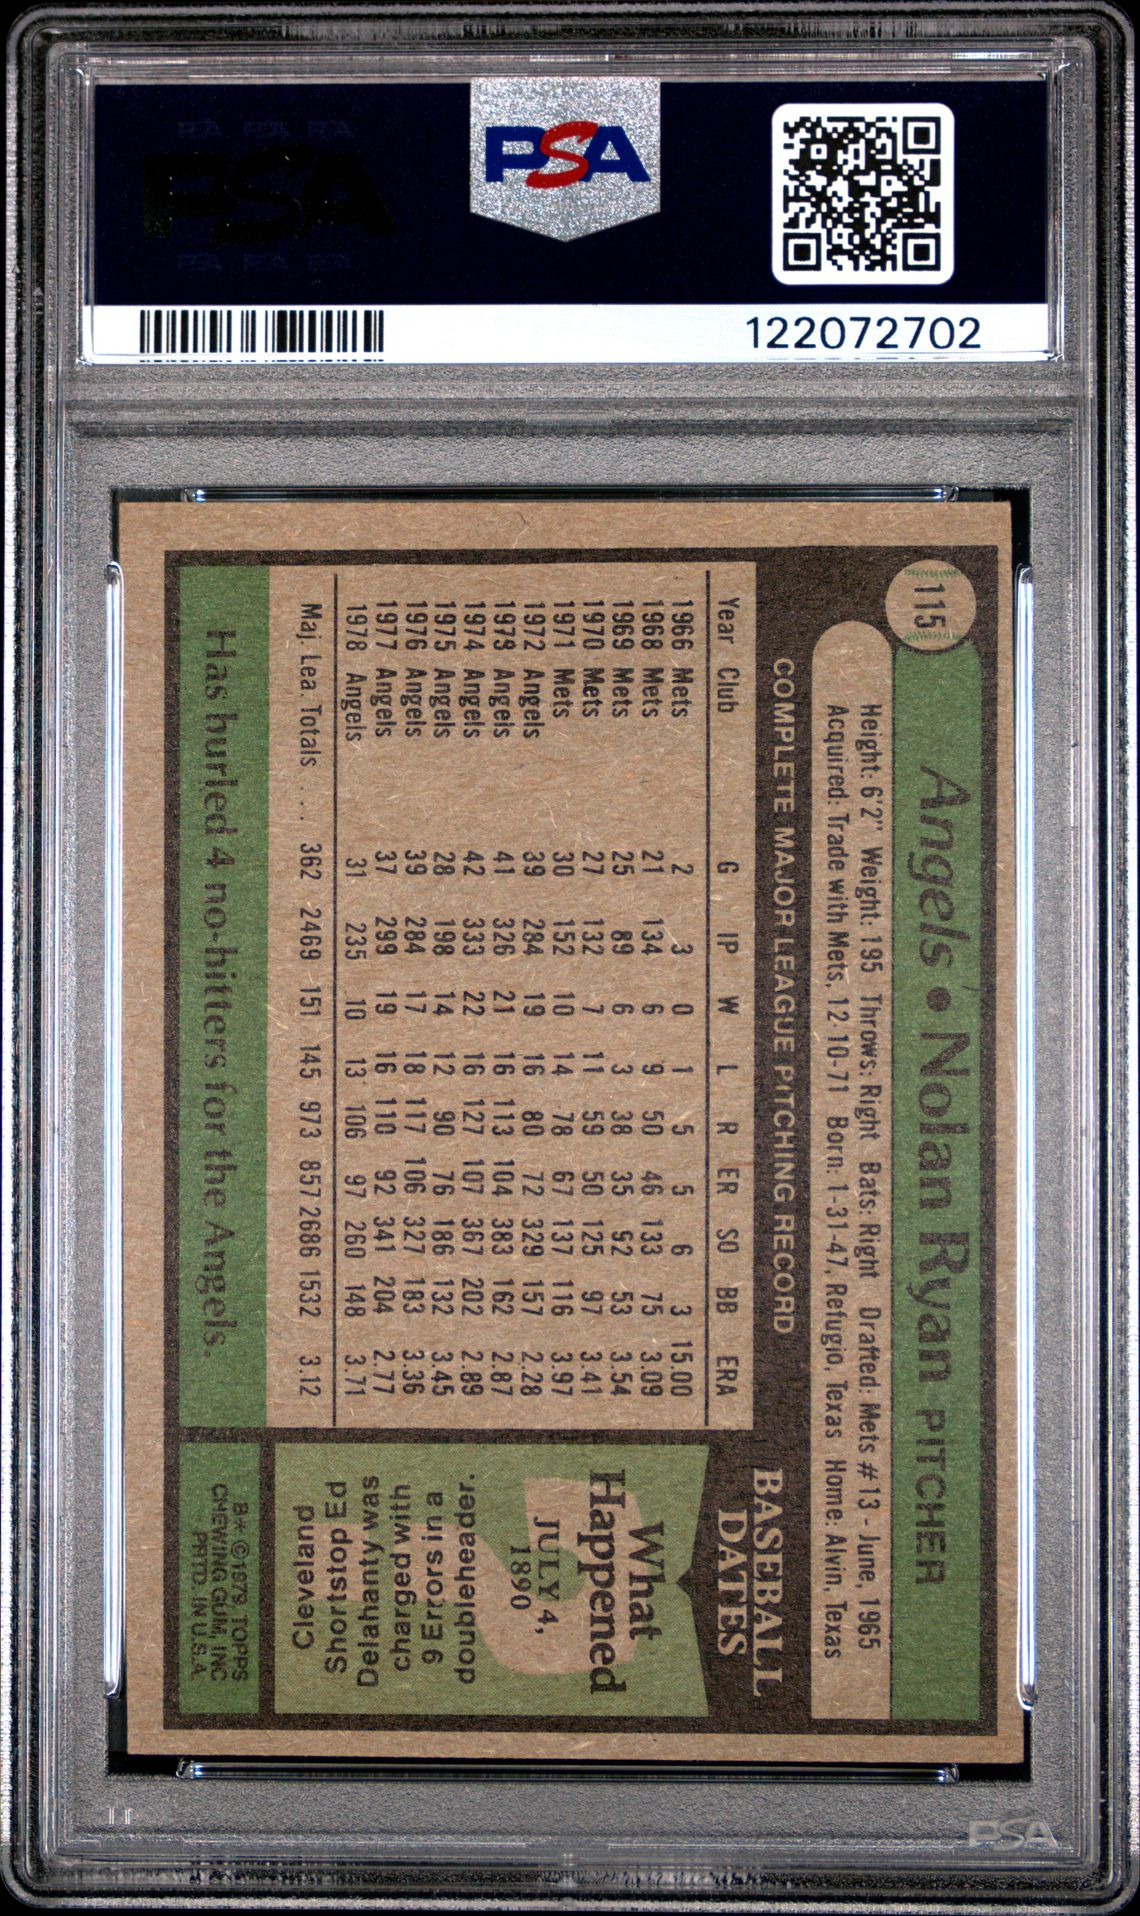 PSA
PSA
122072702
115
Angels • Nolan Ryan PITCHER
Height: 6'2" Weight: 195 Throws: Right Bats: Right Drafted: Mets #13 - June, 1965
Acquired: Trade with Mets, 12-10-71 Born: 1-31-47, Refugio, Texas Home: Alvin, Texas
COMPLETE MAJOR LEAGUE PITCHING RECORD
Year Club G IP W L R ER SO BB ERA
1966 Mets 2 3 0 1 5 5 6 3 15.00
1968 Mets 21 134 6 9 50 46 133 75 3.09
1969 Mets 25 89 6 3 38 35 92 53 3.54
1970 Mets 27 132 7 11 59 50 125 97 3.41
1971 Mets 30 152 10 14 78 67 137 116 3.97
1972 Angels 39 284 19 16 80 72 329 157 2.28
1973 Angels 41 326 21 16 113 104 383 162 2.87
1974 Angels 42 333 22 16 127 107 367 202 2.89
1975 Angels 28 198 14 12 90 76 186 132 3.45
1976 Angels 39 284 17 18 117 106 327 183 3.36
1977 Angels 37 299 19 16 110 92 341 204 2.77
1978 Angels 31 235 10 13 106 97 260 148 3.71
Maj. Lea. Totals . . . 362 2469 151 145 973 857 2686 1532 3.12
Has hurled 4 no-hitters for the Angels.
BASEBALL
DATES
What
Happened
JULY 4,
1890
Cleveland
Shortstop Ed
Delahanty was
charged with
9 Errors in a
doubleheader.
B* © 1979, TOPPS
CHEWING GUM, INC
PRTD. IN U.S.A.
PSA